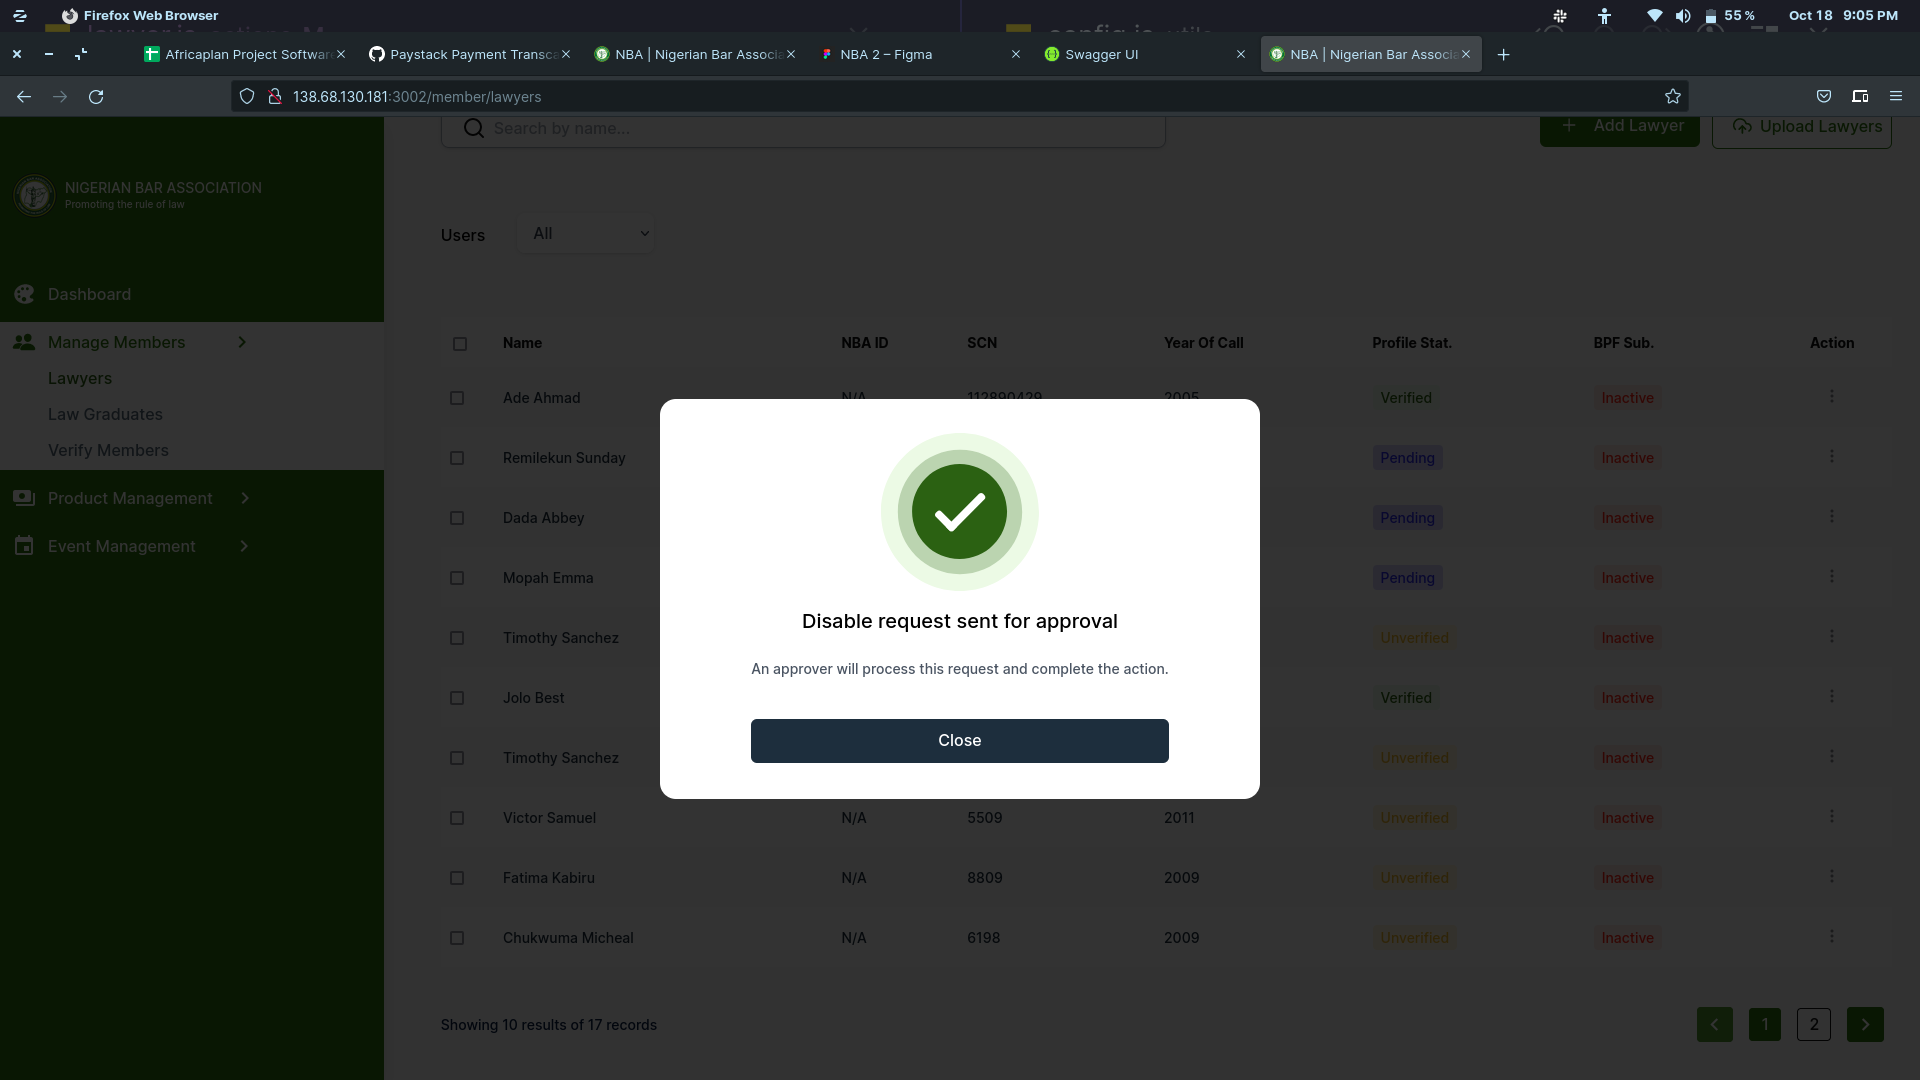 Firefox Web Browser
55 %
Oct 18 9:05 PM
Africaplan Project Softwar
Paystack Payment Transca
NBA | Nigerian Bar Associa
NBA 2 – Figma
Swagger UI
NBA | Nigerian Bar Associa
138.68.130.181:3002/member/lawyers
Search by name...
Add Lawyer
Upload Lawyers
NIGERIAN BAR ASSOCIATION
Promoting the rule of law
Users
All
Dashboard
Manage Members
Lawyers
Law Graduates
Verify Members
Product Management
Event Management
Name NBA ID SCN Year Of Call Profile Stat. BPF Sub. Action
Ade Ahmad N/A 112890429 2005 Verified Inactive
Remilekun Sunday Pending Inactive
Dada Abbey Pending Inactive
Mopah Emma Pending Inactive
Timothy Sanchez Unverified Inactive
Jolo Best Verified Inactive
Timothy Sanchez Unverified Inactive
Victor Samuel N/A 5509 2011 Unverified Inactive
Fatima Kabiru N/A 8809 2009 Unverified Inactive
Chukwuma Micheal N/A 6198 2009 Unverified Inactive
Disable request sent for approval
An approver will process this request and complete the action.
Close
Showing 10 results of 17 records
1
2